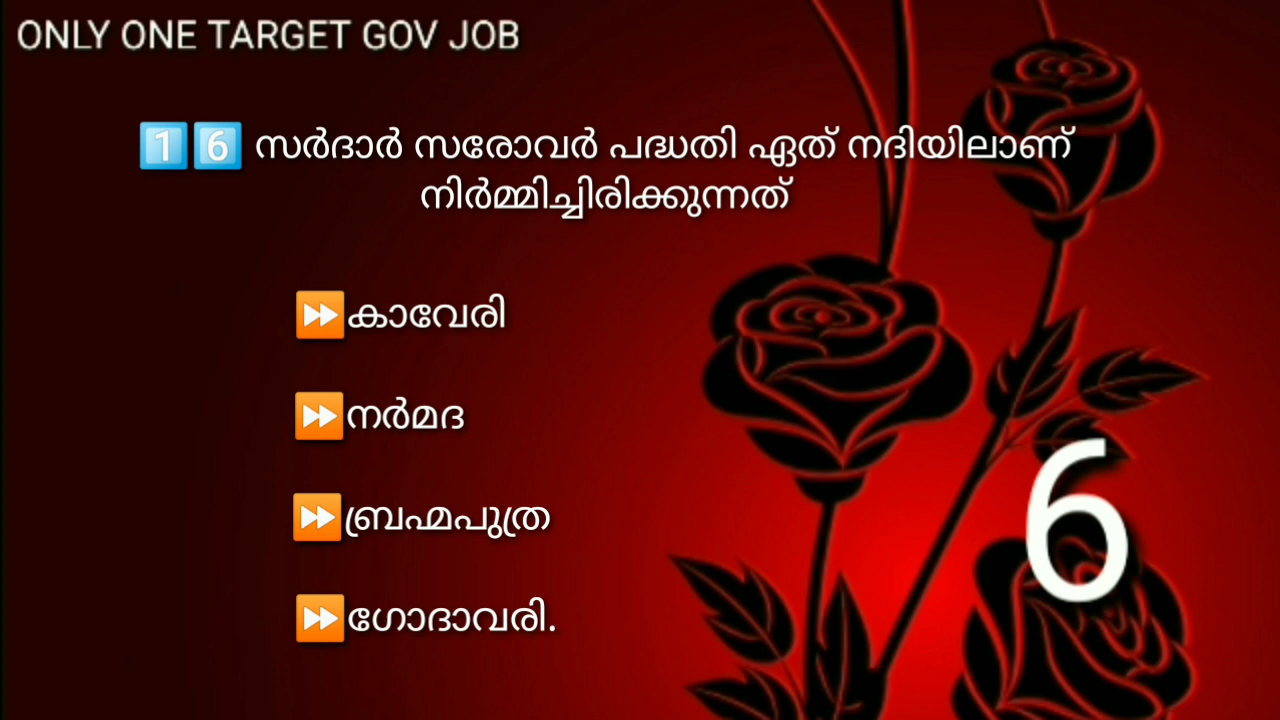 ONLY ONE TARGET GOV JOB
1️⃣6️⃣ സർദാർ സരോവർ പദ്ധതി ഏത് നദിയിലാണ്
നിർമ്മിച്ചിരിക്കുന്നത്
⏩കാവേരി
⏩നർമദ
⏩ബ്രഹ്മപുത്ര
⏩ഗോദാവരി.
6